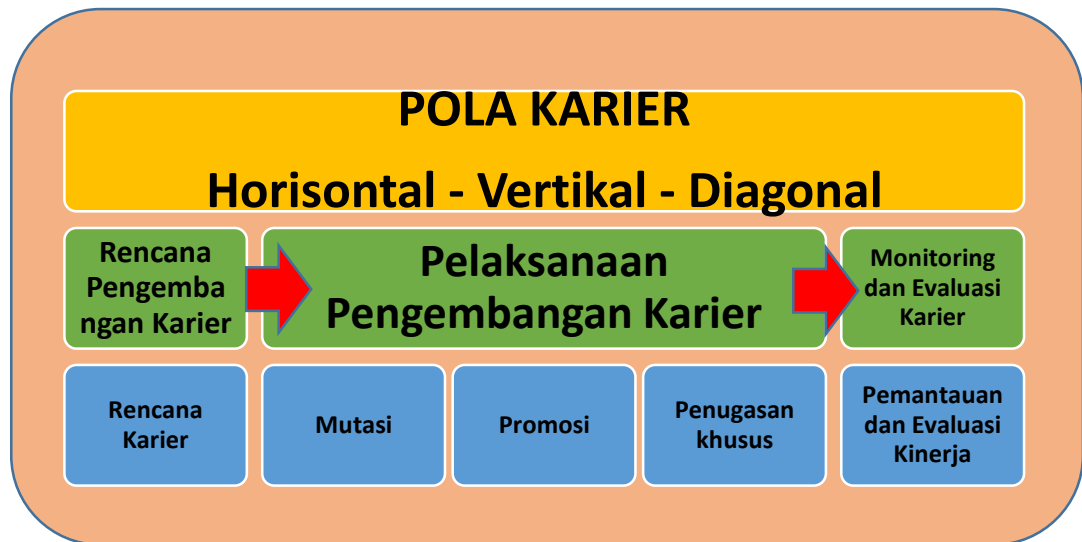 POLA KARIER
Horisontal - Vertikal - Diagonal
Rencana
Pengemba
ngan Karier
Pelaksanaan
Pengembangan Karier
Monitoring
dan Evaluasi
Karier
Rencana
Karier
Mutasi
Promosi
Penugasan
khusus
Pemantauan
dan Evaluasi
Kinerja